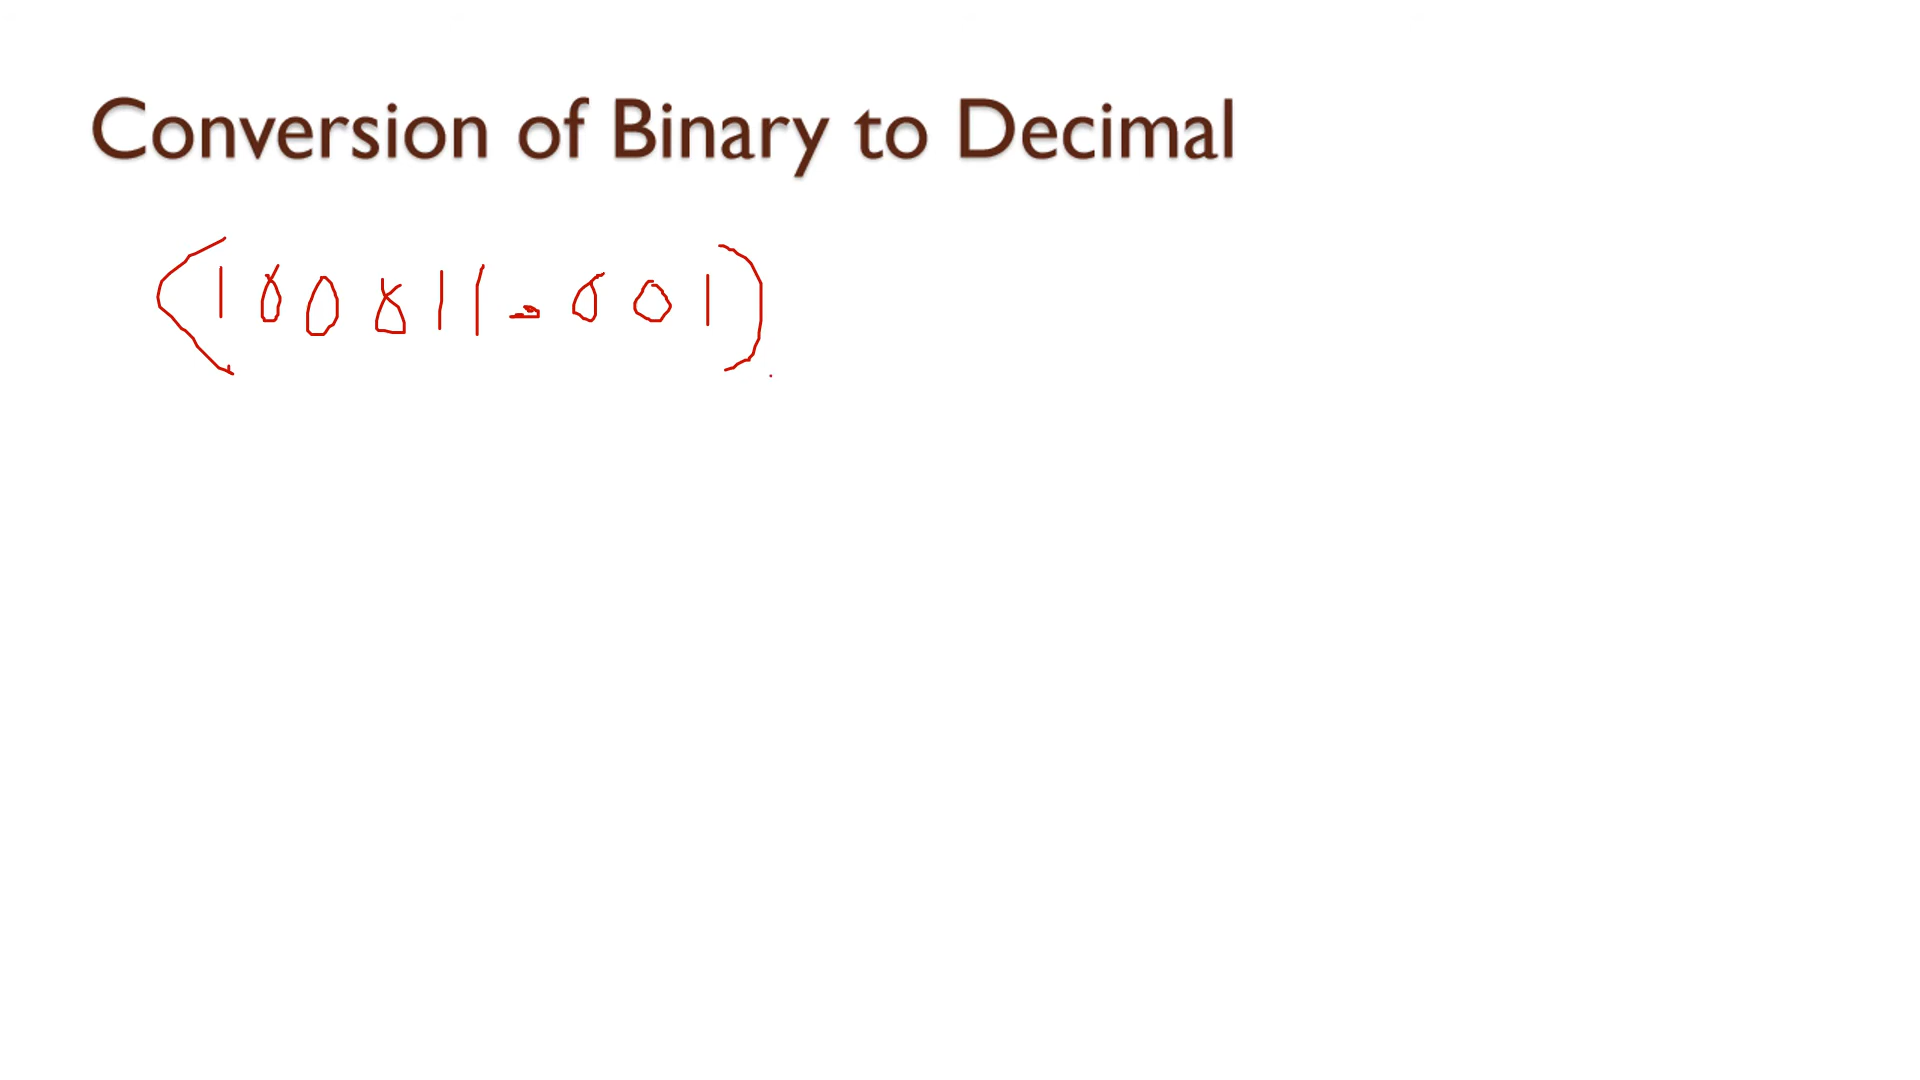 Conversion of Binary to Decimal
(100011.001)